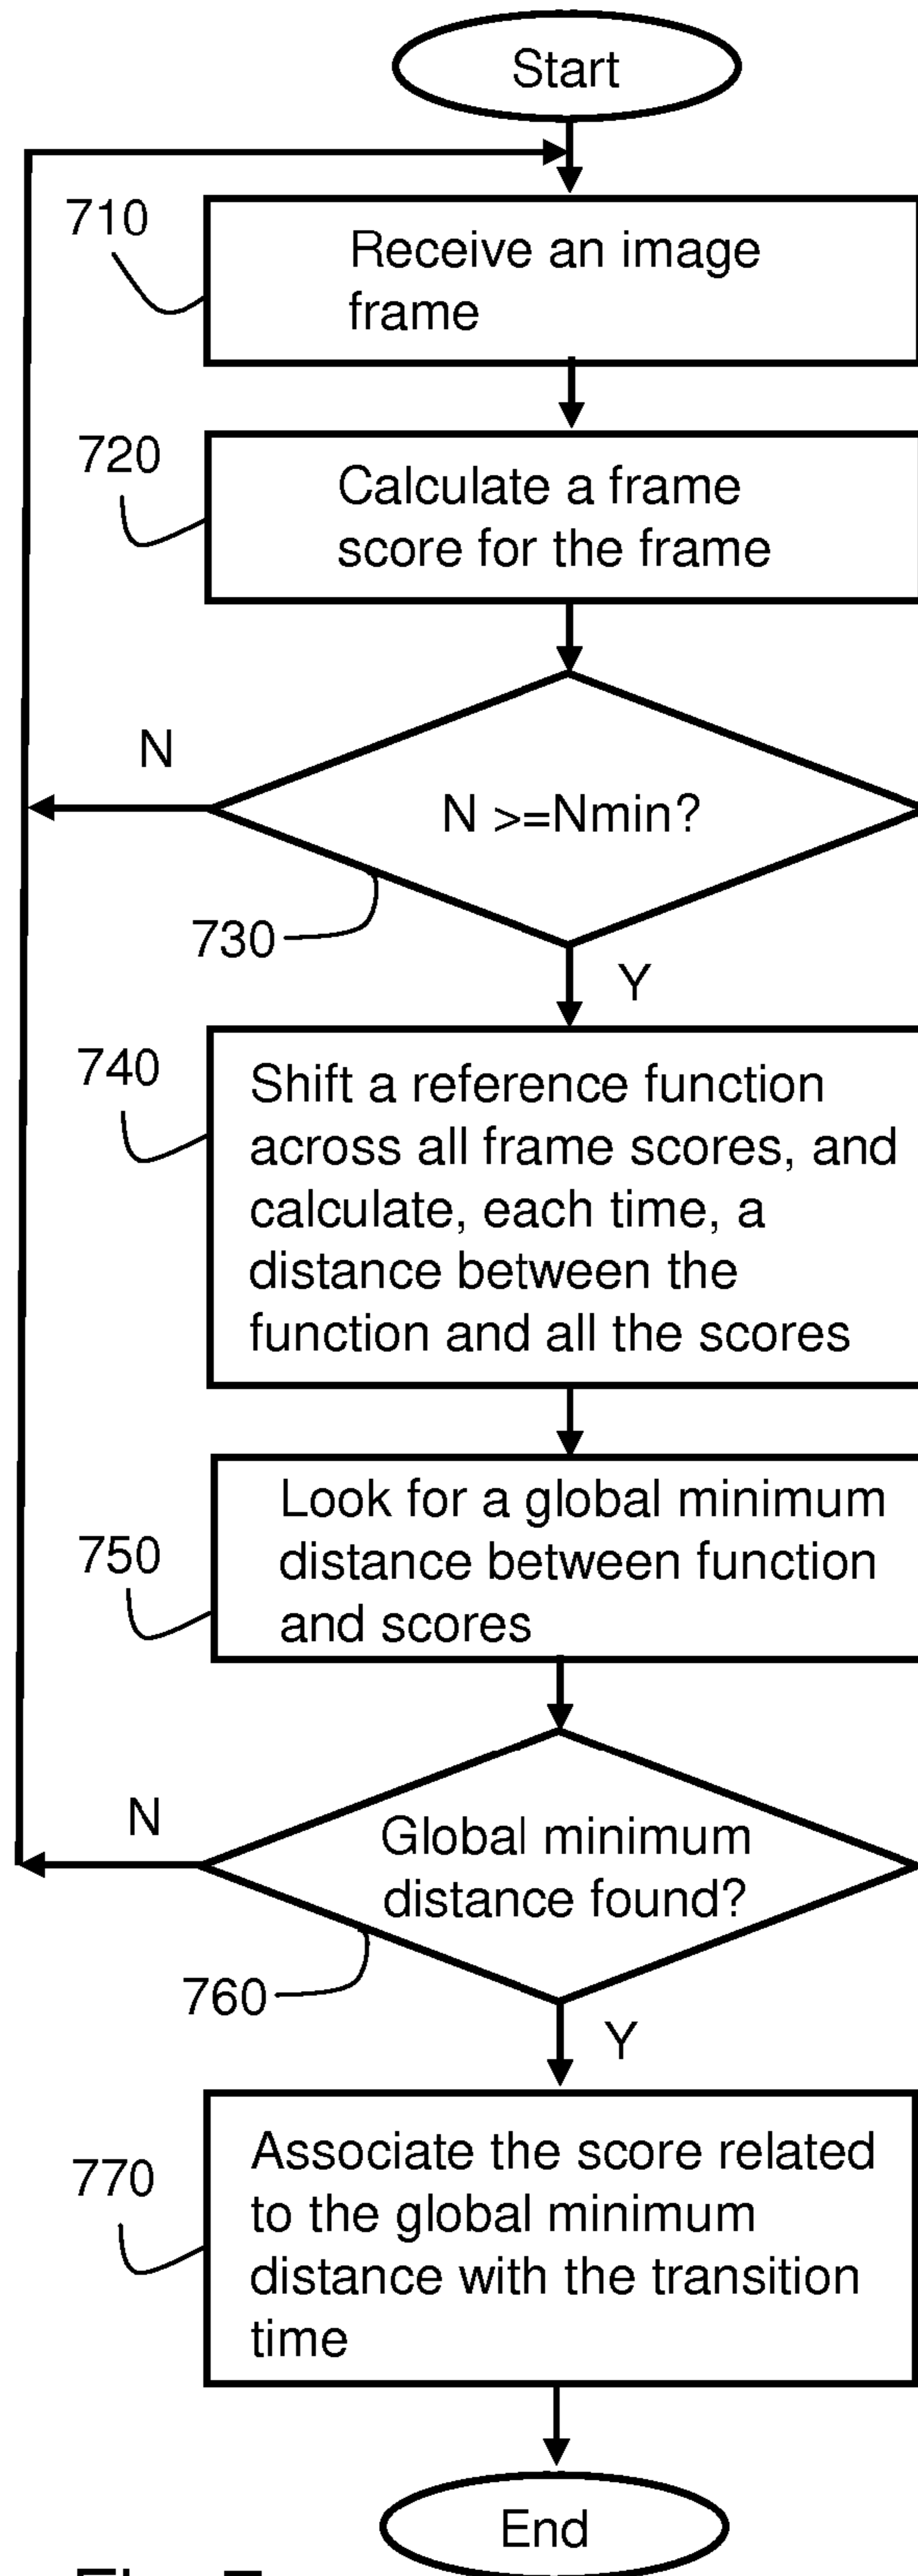 Start
710
Receive an image
frame
720
Calculate a frame
score for the frame
N
N >=Nmin?
730
Y
740
Shift a reference function
across all frame scores, and
calculate, each time, a
distance between the
function and all the scores
750
Look for a global minimum
distance between function
and scores
N
Global minimum
distance found?
760
Y
770
Associate the score related
to the global minimum
distance with the transition
time
End